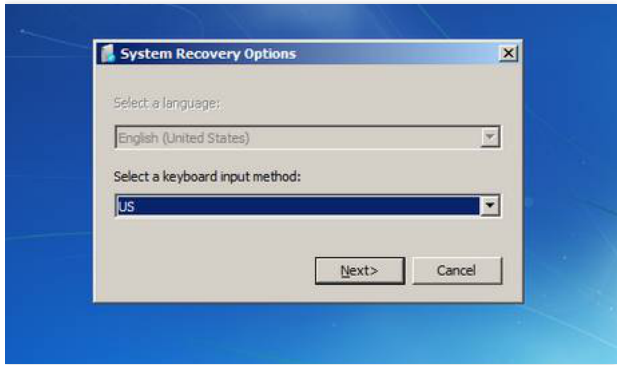 System Recovery Options
Select a language:
English (United States)
Select a keyboard input method:
US
Next> Cancel